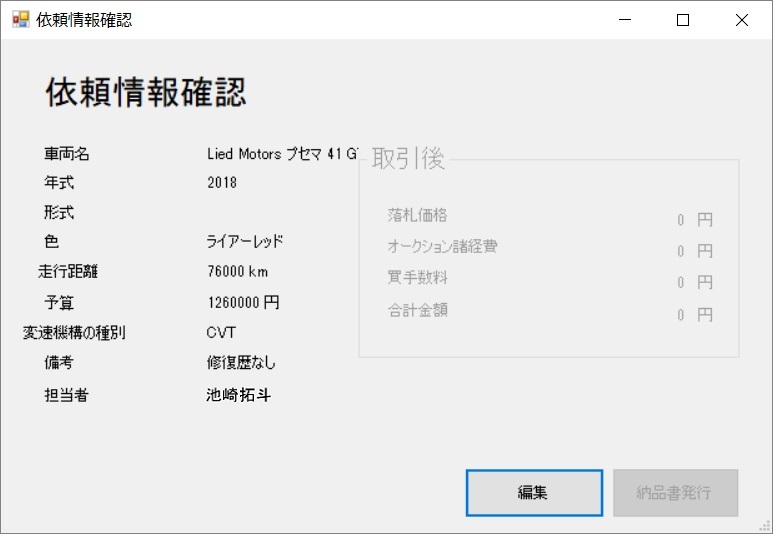 依頼情報確認
依頼情報確認
車両名 Lied Motors プセマ 41 G
年式 2018
形式
色 ライアーレッド
走行距離 76000 km
予算 1260000 円
変速機構の種別 CVT
備考 修復歴なし
担当者 池崎拓斗
取引後
落札価格 0 円
オークション諸経費 0 円
買手数料 0 円
合計金額 0 円
編集
納品書発行